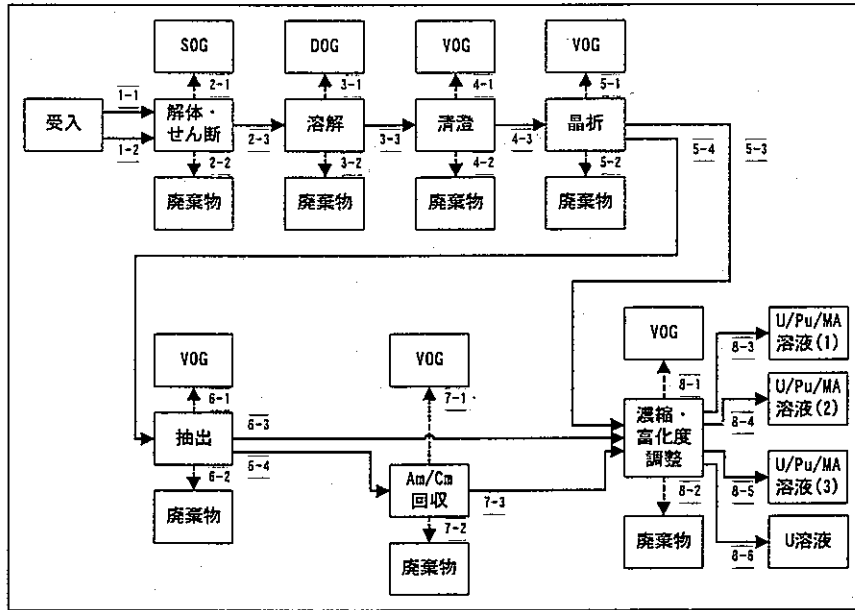 SOG
DOG
VOG
VOG
1-1
2-1
3-1
4-1
5-1
受入
解体・
せん断
溶解
清澄
晶析
1-2
2-3
3-3
4-3
5-4
5-3
2-2
3-2
4-2
5-2
廃棄物
廃棄物
廃棄物
廃棄物
VOG
VOG
VOG
U/Pu/MA
溶液(1)
8-3
6-1
7-1
8-1
U/Pu/MA
溶液(2)
8-4
抽出
6-3
濃縮・
富化度
調整
6-4
6-2
Am/Cm
回収
7-3
8-2
8-5
U/Pu/MA
溶液(3)
廃棄物
7-2
廃棄物
廃棄物
8-6
U溶液